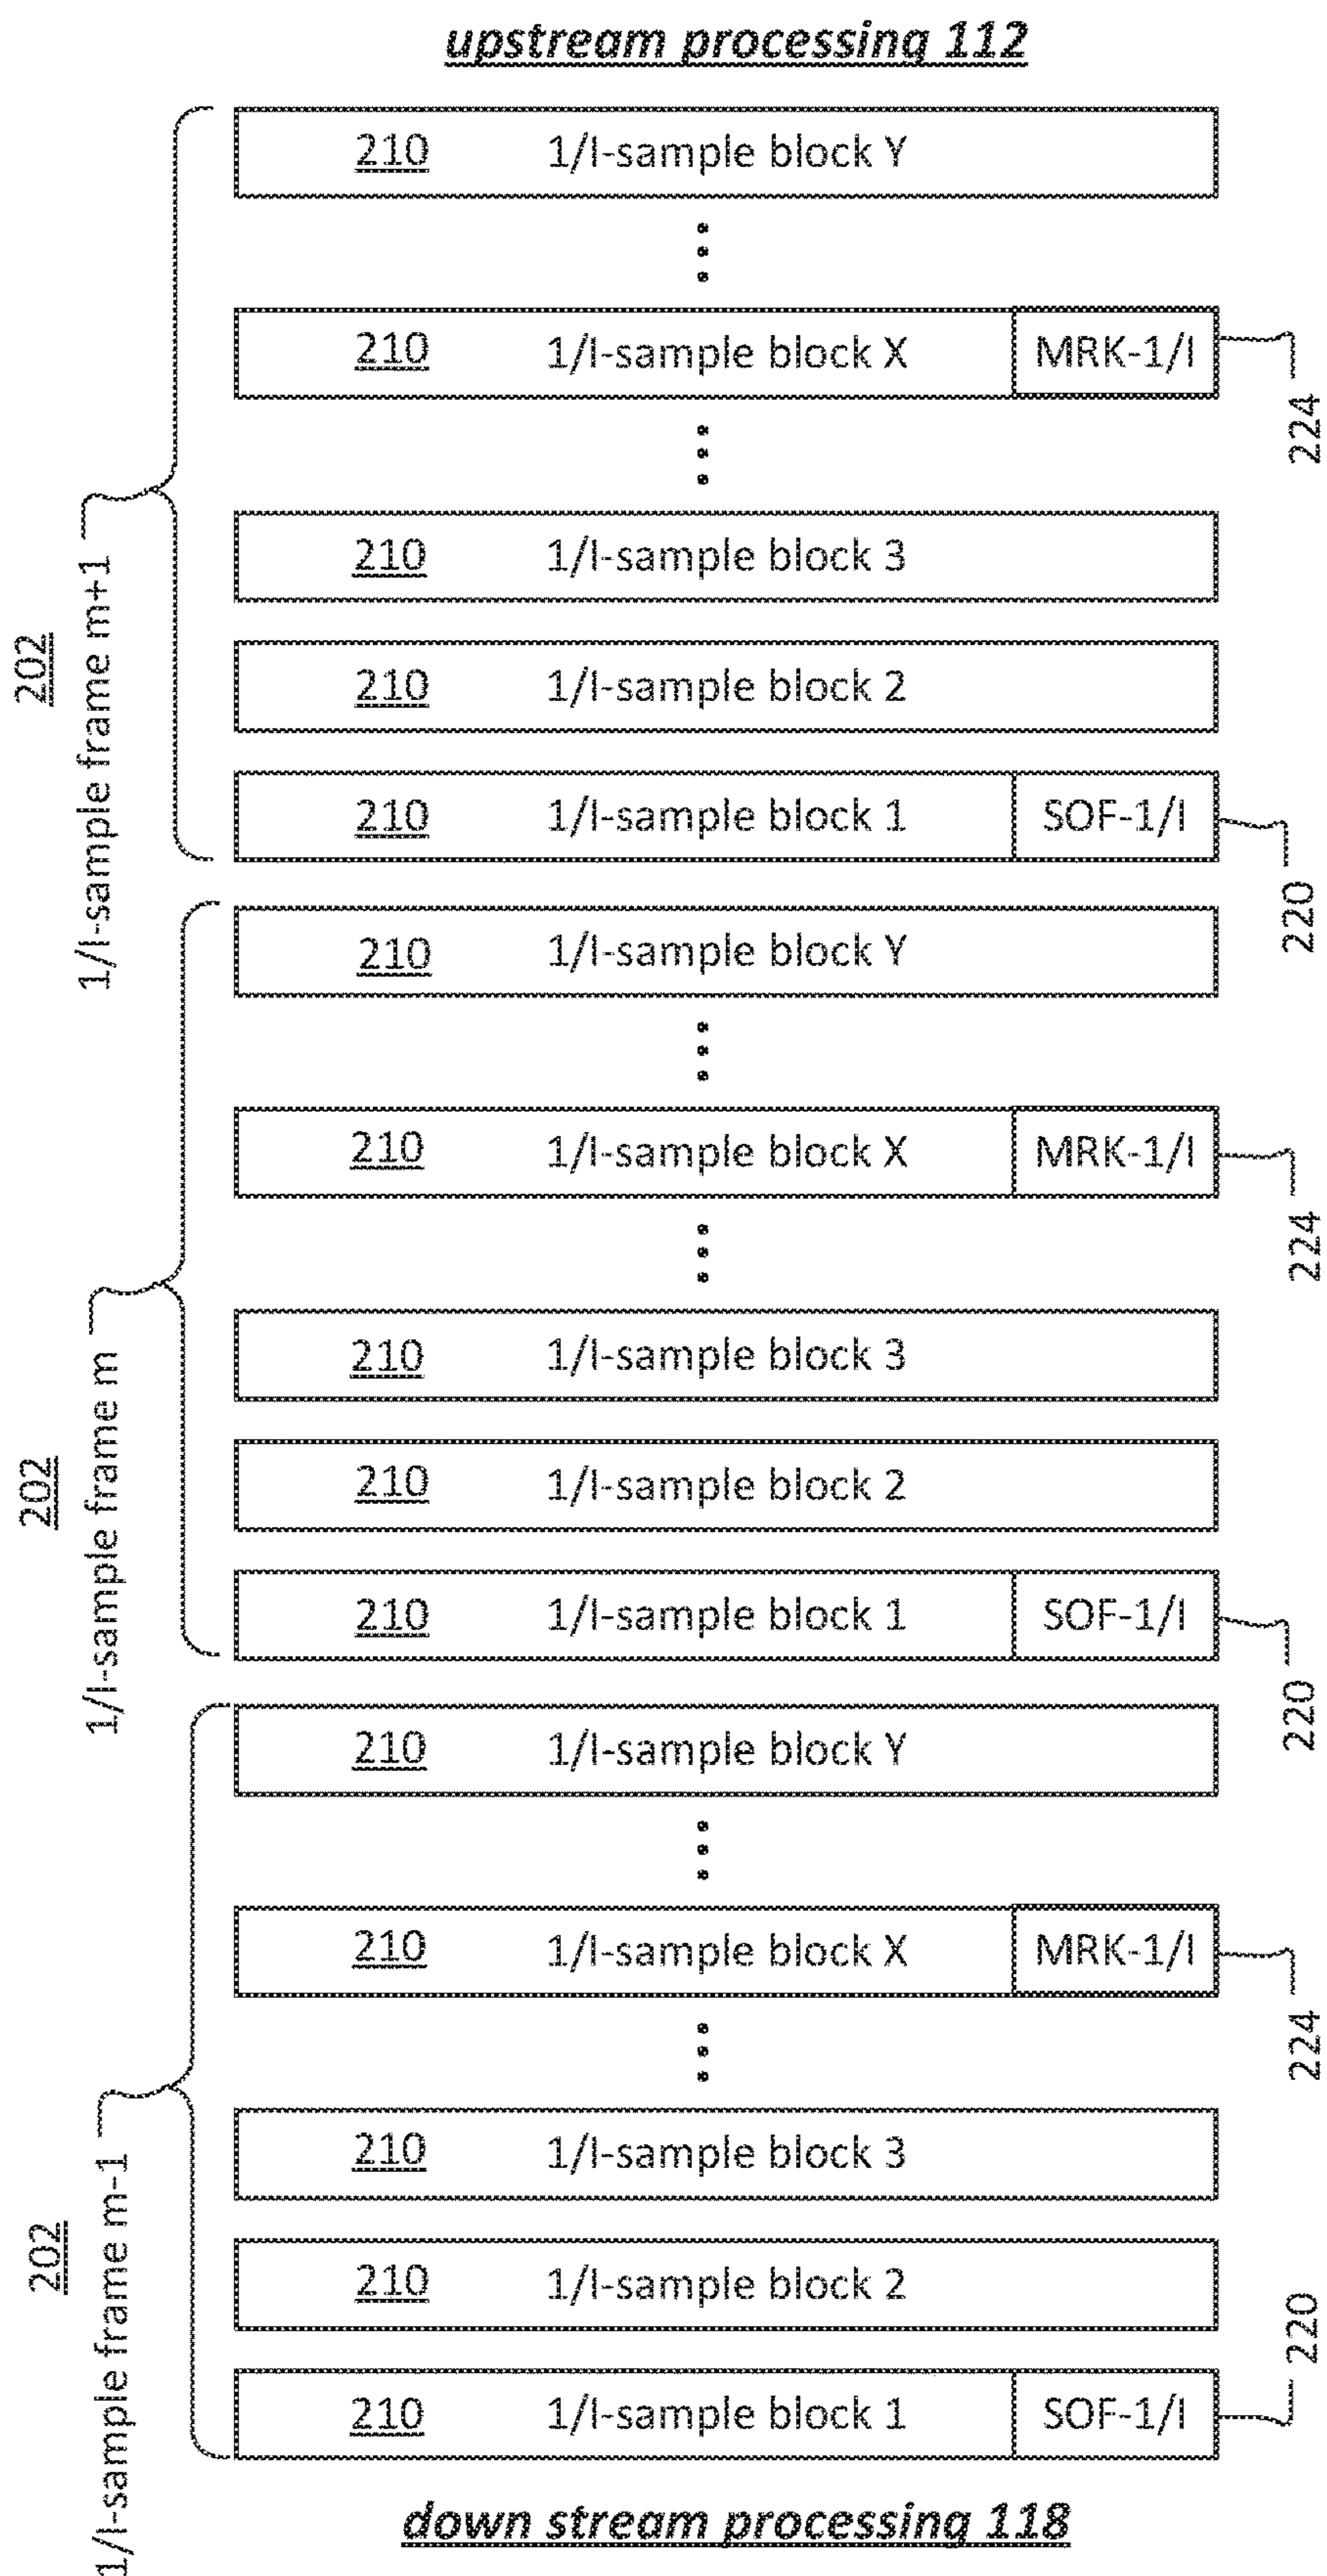 upstream processing 112
210 1/I-sample block Y
210 1/I-sample block X MRK-1/I
224
210 1/I-sample block 3
202
1/I-sample frame m+1
210 1/I-sample block 2
210 1/I-sample block 1 SOF-1/I
220
210 1/I-sample block Y
210 1/I-sample block X MRK-1/I
224
210 1/I-sample block 3
202
1/I-sample frame m
210 1/I-sample block 2
210 1/I-sample block 1 SOF-1/I
220
210 1/I-sample block Y
210 1/I-sample block X MRK-1/I
224
210 1/I-sample block 3
202
1/I-sample frame m-1
210 1/I-sample block 2
210 1/I-sample block 1 SOF-1/I
220
down stream processing 118